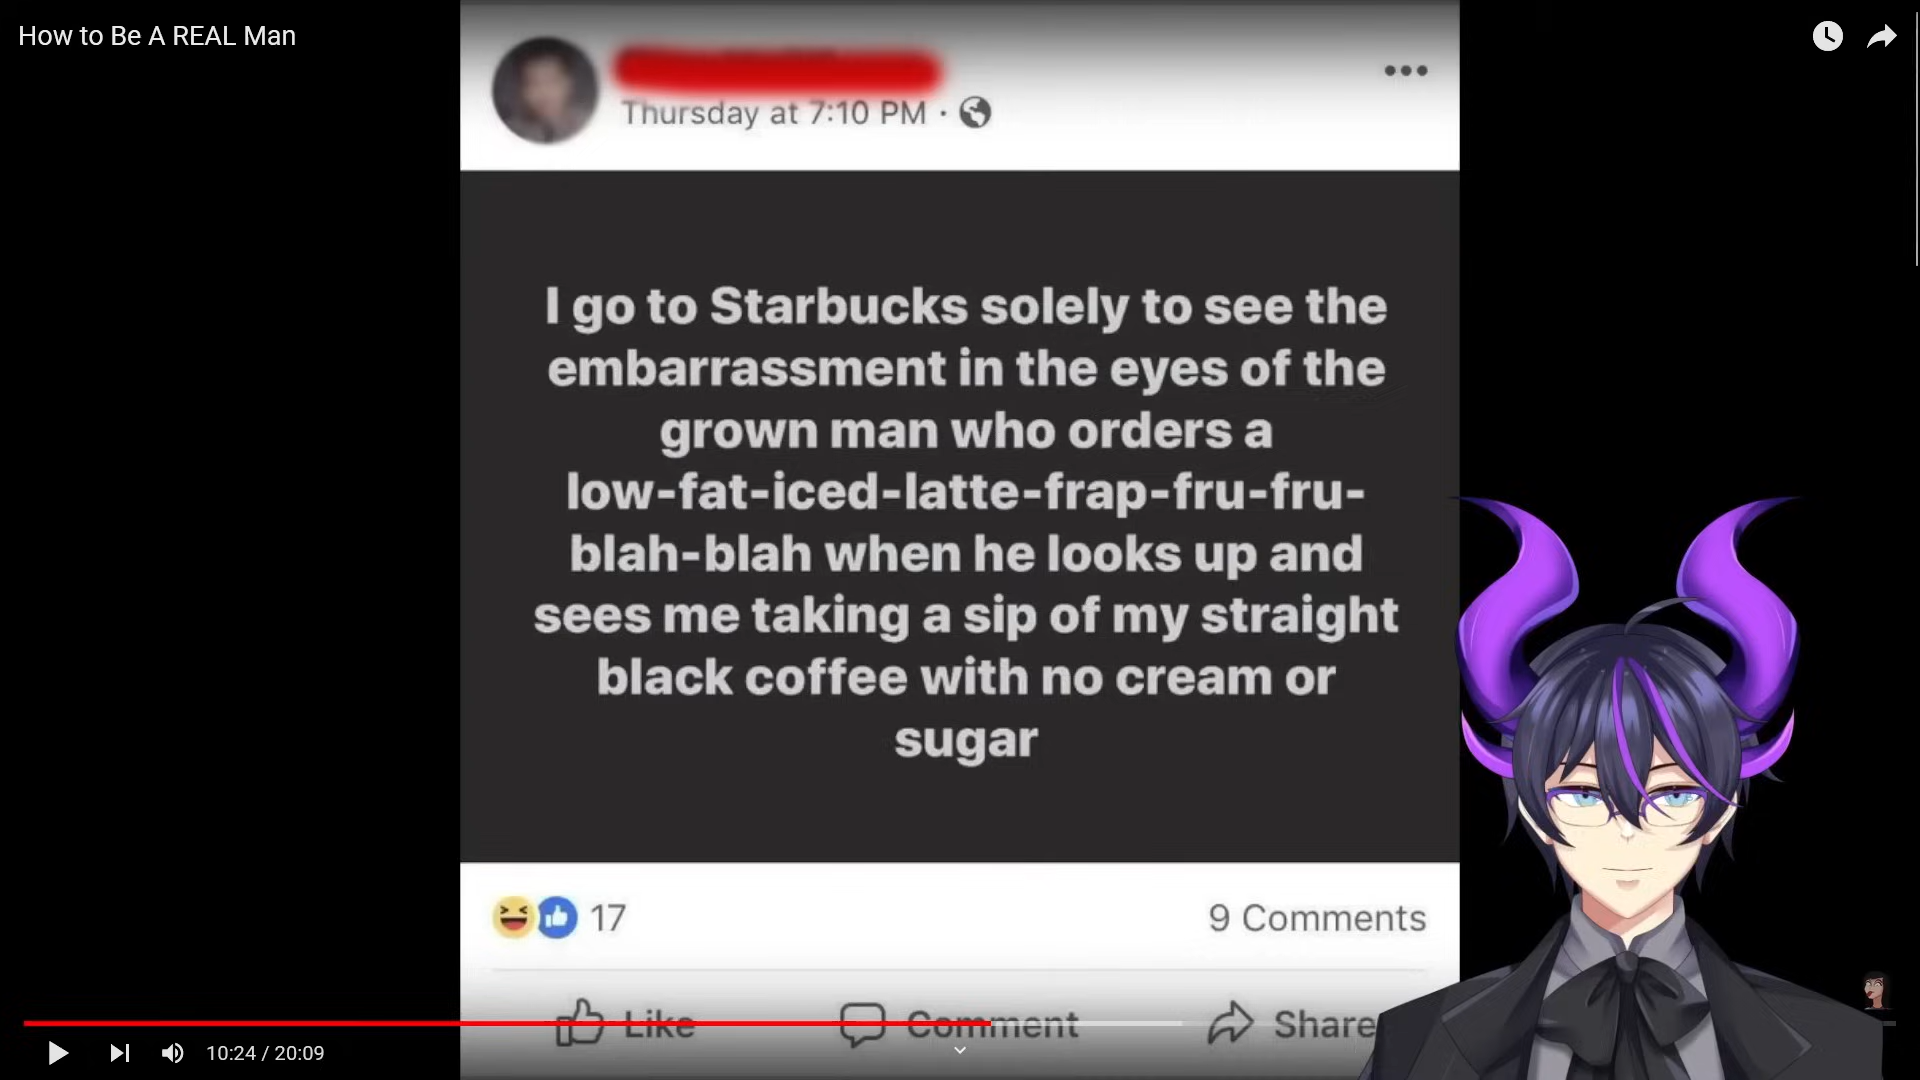 How to Be A REAL Man
Thursday at 7:10 PM ·
I go to Starbucks solely to see the
embarrassment in the eyes of the
grown man who orders a
low-fat-iced-latte-frap-fru-fru-
blah-blah when he looks up and
sees me taking a sip of my straight
black coffee with no cream or
sugar
17
9 Comments
Like
Comment
Share
10:24 / 20:09